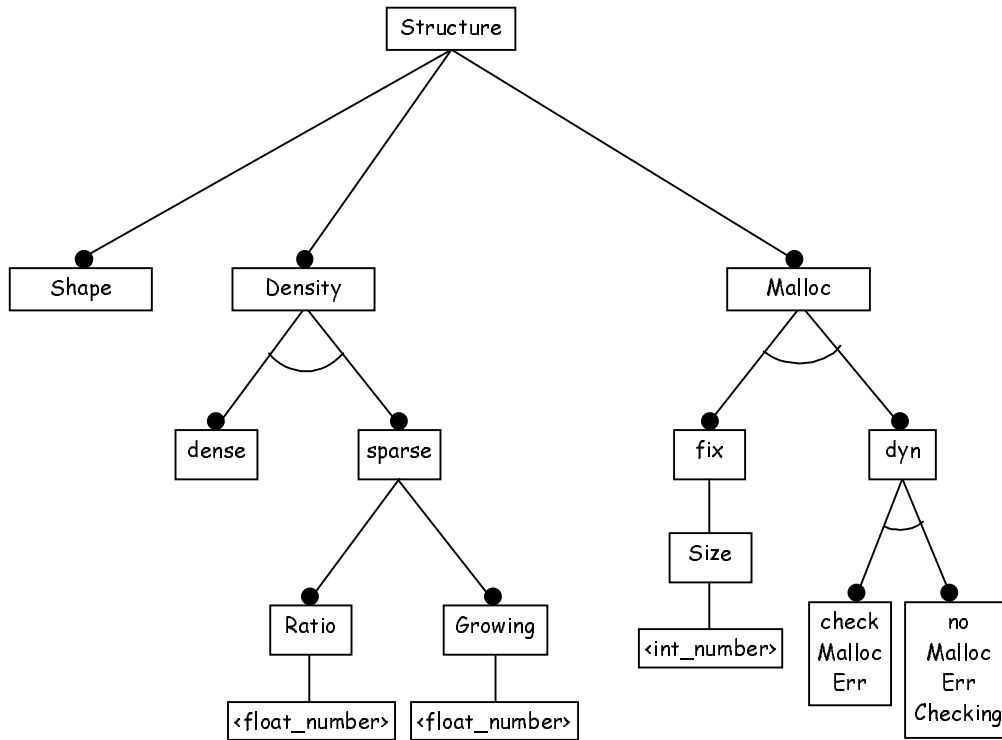 Structure
Shape
Density
Malloc
dense
sparse
fix
dyn
Size
Ratio
Growing
<int_number>
check
Malloc
Err
no
Malloc
Err
Checking
<float_number>
<float_number>